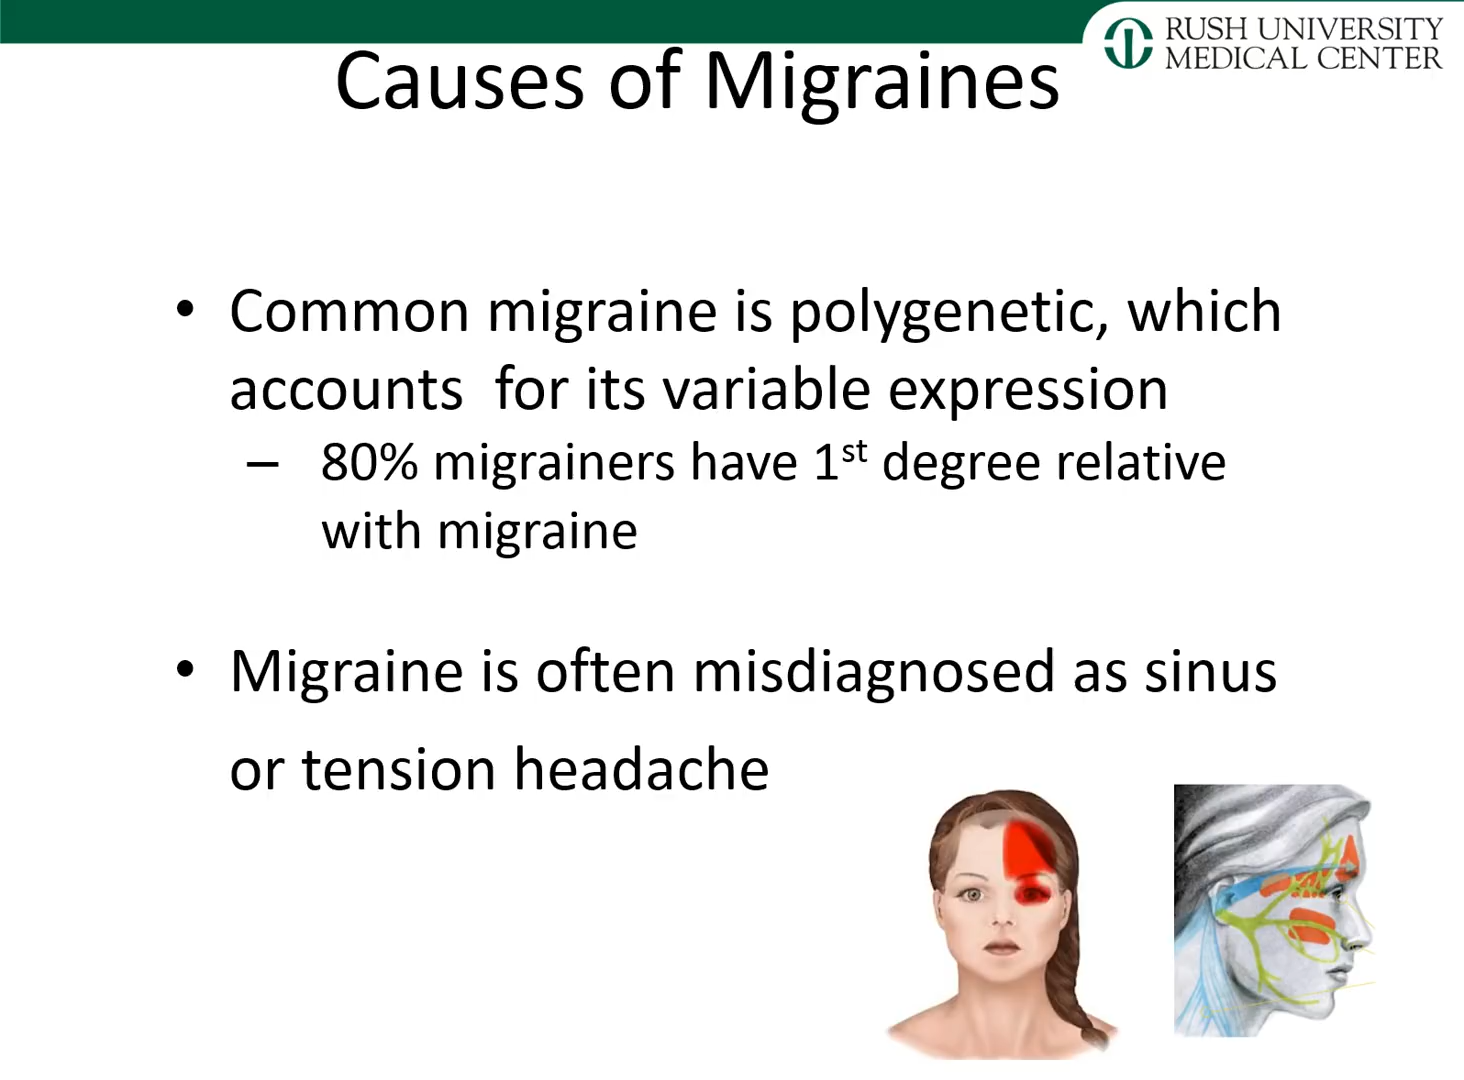 RUSH UNIVERSITY
MEDICAL CENTER
Causes of Migraines
• Common migraine is polygenetic, which
accounts for its variable expression
– 80% migrainers have 1st degree relative
with migraine
• Migraine is often misdiagnosed as sinus
or tension headache